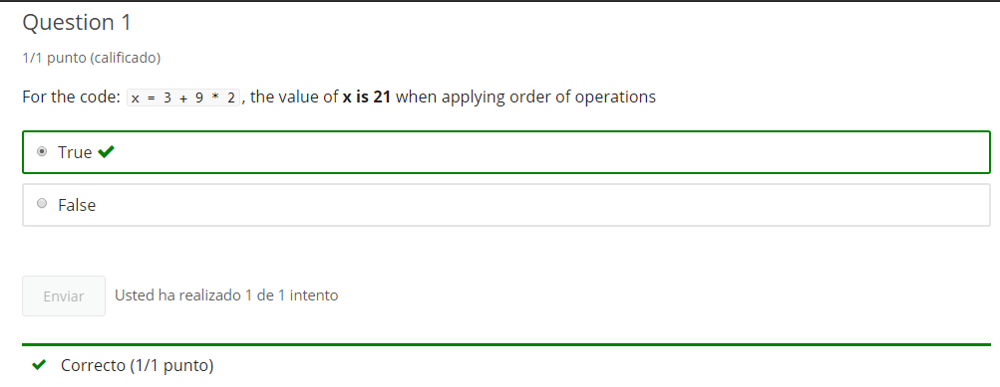 Question 1
1/1 punto (calificado)
For the code: x = 3 + 9 * 2 , the value of x is 21 when applying order of operations
True
False
Enviar Usted ha realizado 1 de 1 intento
Correcto (1/1 punto)